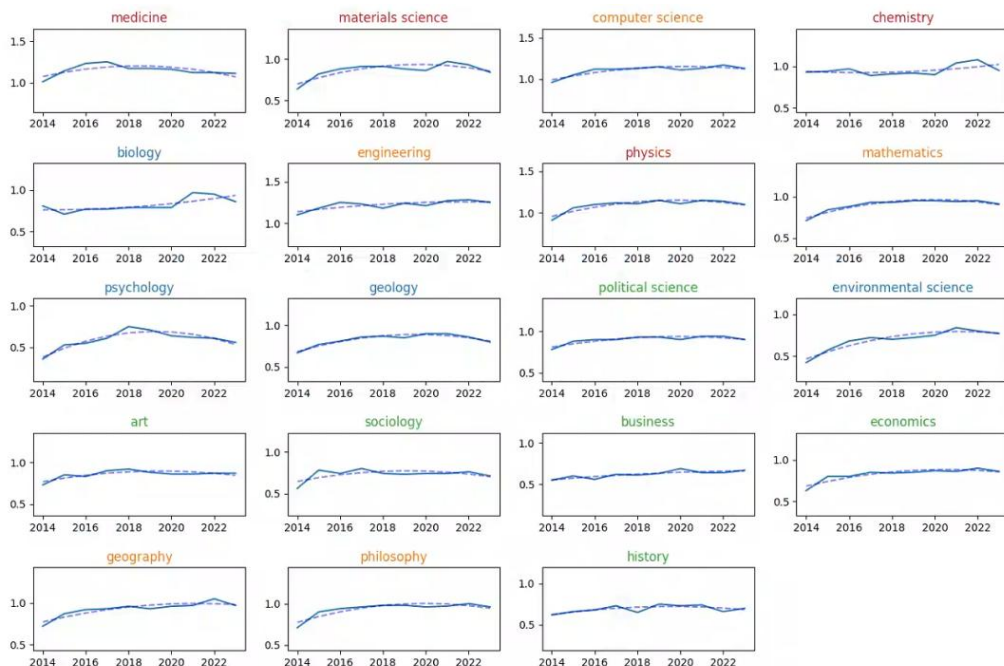 medicine materials science computer science chemistry
1.5
1.0
2014 2016 2018 2020 2022
1.0
0.5
2014 2016 2018 2020 2022
1.5
1.0
2014 2016 2018 2020 2022
1.5
1.0
2014 2016 2018 2020 2022
biology engineering physics mathematics
1.0
0.5
2014 2016 2018 2020 2022
1.5
1.0
2014 2016 2018 2020 2022
1.5
1.0
2014 2016 2018 2020 2022
1.0
0.5
2014 2016 2018 2020 2022
psychology geology political science environmental science
1.0
0.5
2014 2016 2018 2020 2022
1.0
0.5
2014 2016 2018 2020 2022
1.0
0.5
2014 2016 2018 2020 2022
1.0
0.5
2014 2016 2018 2020 2022
art sociology business economics
1.0
0.5
2014 2016 2018 2020 2022
1.0
0.5
2014 2016 2018 2020 2022
1.0
0.5
2014 2016 2018 2020 2022
1.0
0.5
2014 2016 2018 2020 2022
geography philosophy history
1.0
0.5
2014 2016 2018 2020 2022
1.0
0.5
2014 2016 2018 2020 2022
1.0
0.5
2014 2016 2018 2020 2022